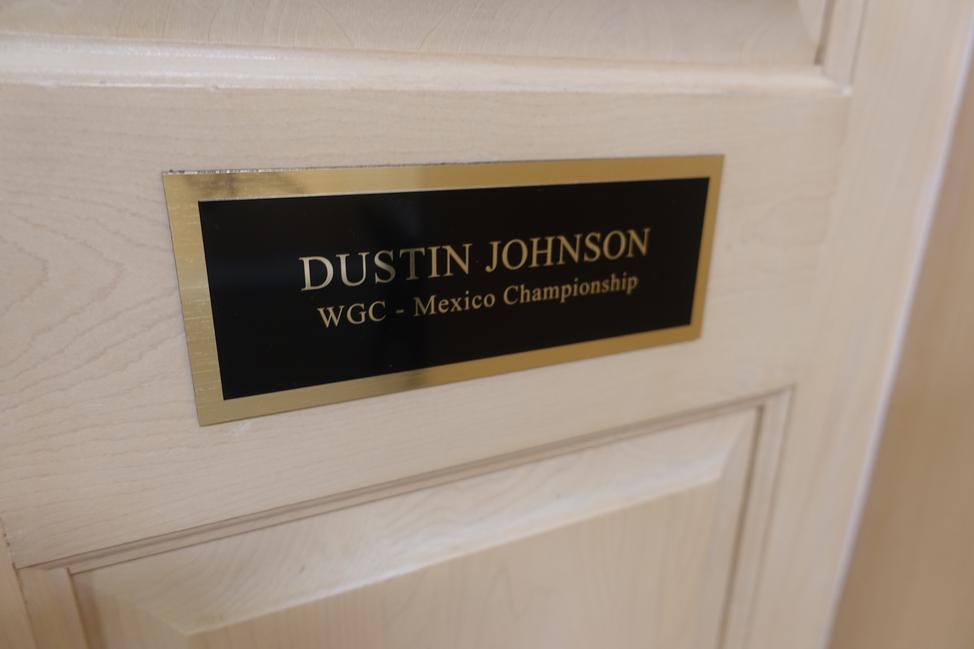 DUSTIN JOHNSON
WGC - Mexico Championship